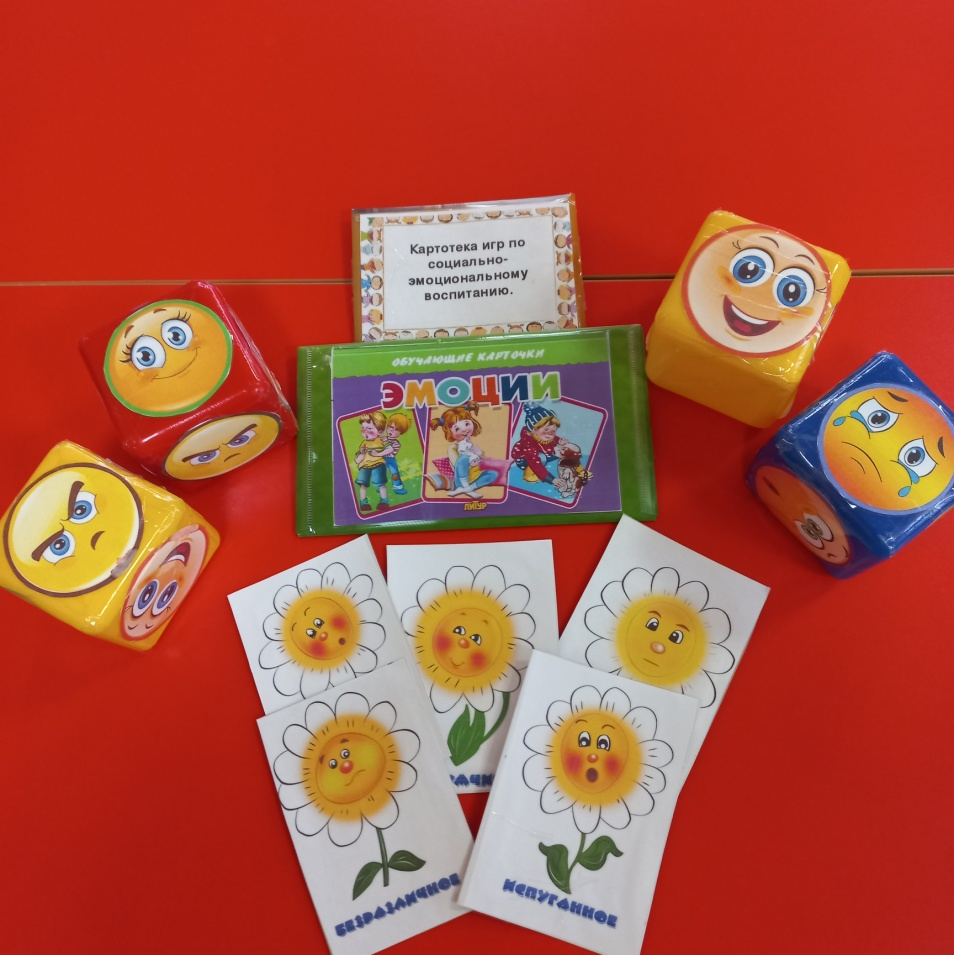 Картотека игр по
социально-
эмоциональному
воспитанию.
ОБУЧАЮЩИЕ КАРТОЧКИ
ЭМОЦИИ
ЛИТУР
БЕЗРАЗЛИЧНОЕ
ИСПУГАННОЕ